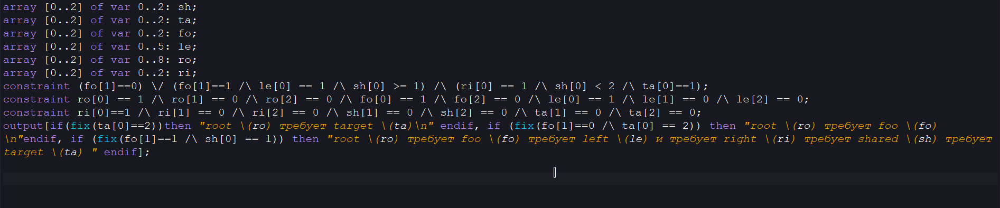 array [0..2] of var 0..2: sh;
array [0..2] of var 0..2: ta;
array [0..2] of var 0..2: fo;
array [0..2] of var 0..5: le;
array [0..2] of var 0..8: ro;
array [0..2] of var 0..2: ri;
constraint (fo[1]==0) \/ (fo[1]==1 /\ le[0] == 1 /\ sh[0] >= 1) /\ (ri[0] == 1 /\ sh[0] < 2 /\ ta[0]==1);
constraint ro[0] == 1 /\ ro[1] == 0 /\ ro[2] == 0 /\ fo[0] == 1 /\ fo[2] == 0 /\ le[0] == 1 /\ le[1] == 0 /\ le[2] == 0;
constraint ri[0]==1 /\ ri[1] == 0 /\ ri[2] == 0 /\ sh[1] == 0 /\ sh[2] == 0 /\ ta[1] == 0 /\ ta[2] == 0;
output[if(fix(ta[0]==2))then "root \(ro) требует target \(ta)\n" endif, if (fix(fo[1]==0 /\ ta[0] == 2)) then "root \(ro) требует foo \(fo)
\n"endif, if (fix(fo[1]==1 /\ sh[0] == 1)) then "root \(ro) требует foo \(fo) требует left \(le) и требует right \(ri) требует shared \(sh) требует
target \(ta) " endif];